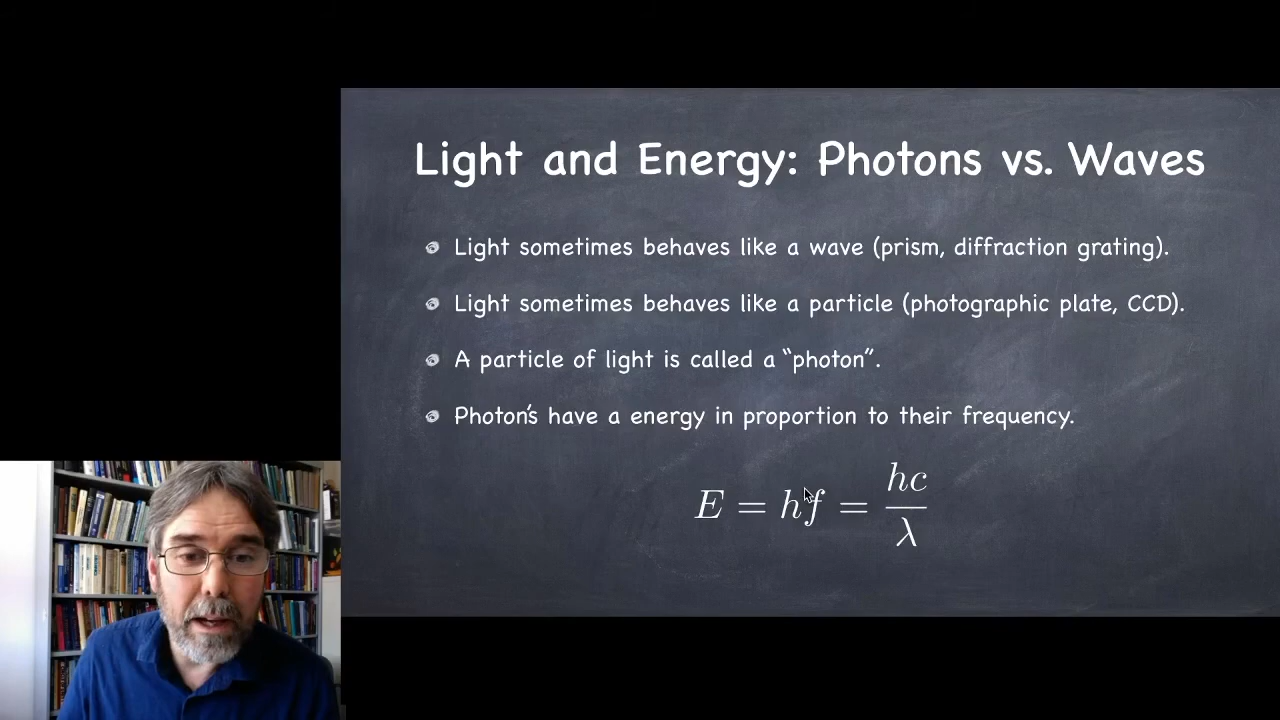 Light and Energy: Photons vs. Waves
Light sometimes behaves like a wave (prism, diffraction grating).
Light sometimes behaves like a particle (photographic plate, CCD).
A particle of light is called a “photon”.
Photon’s have a energy in proportion to their frequency.
E = hf = hc/λ